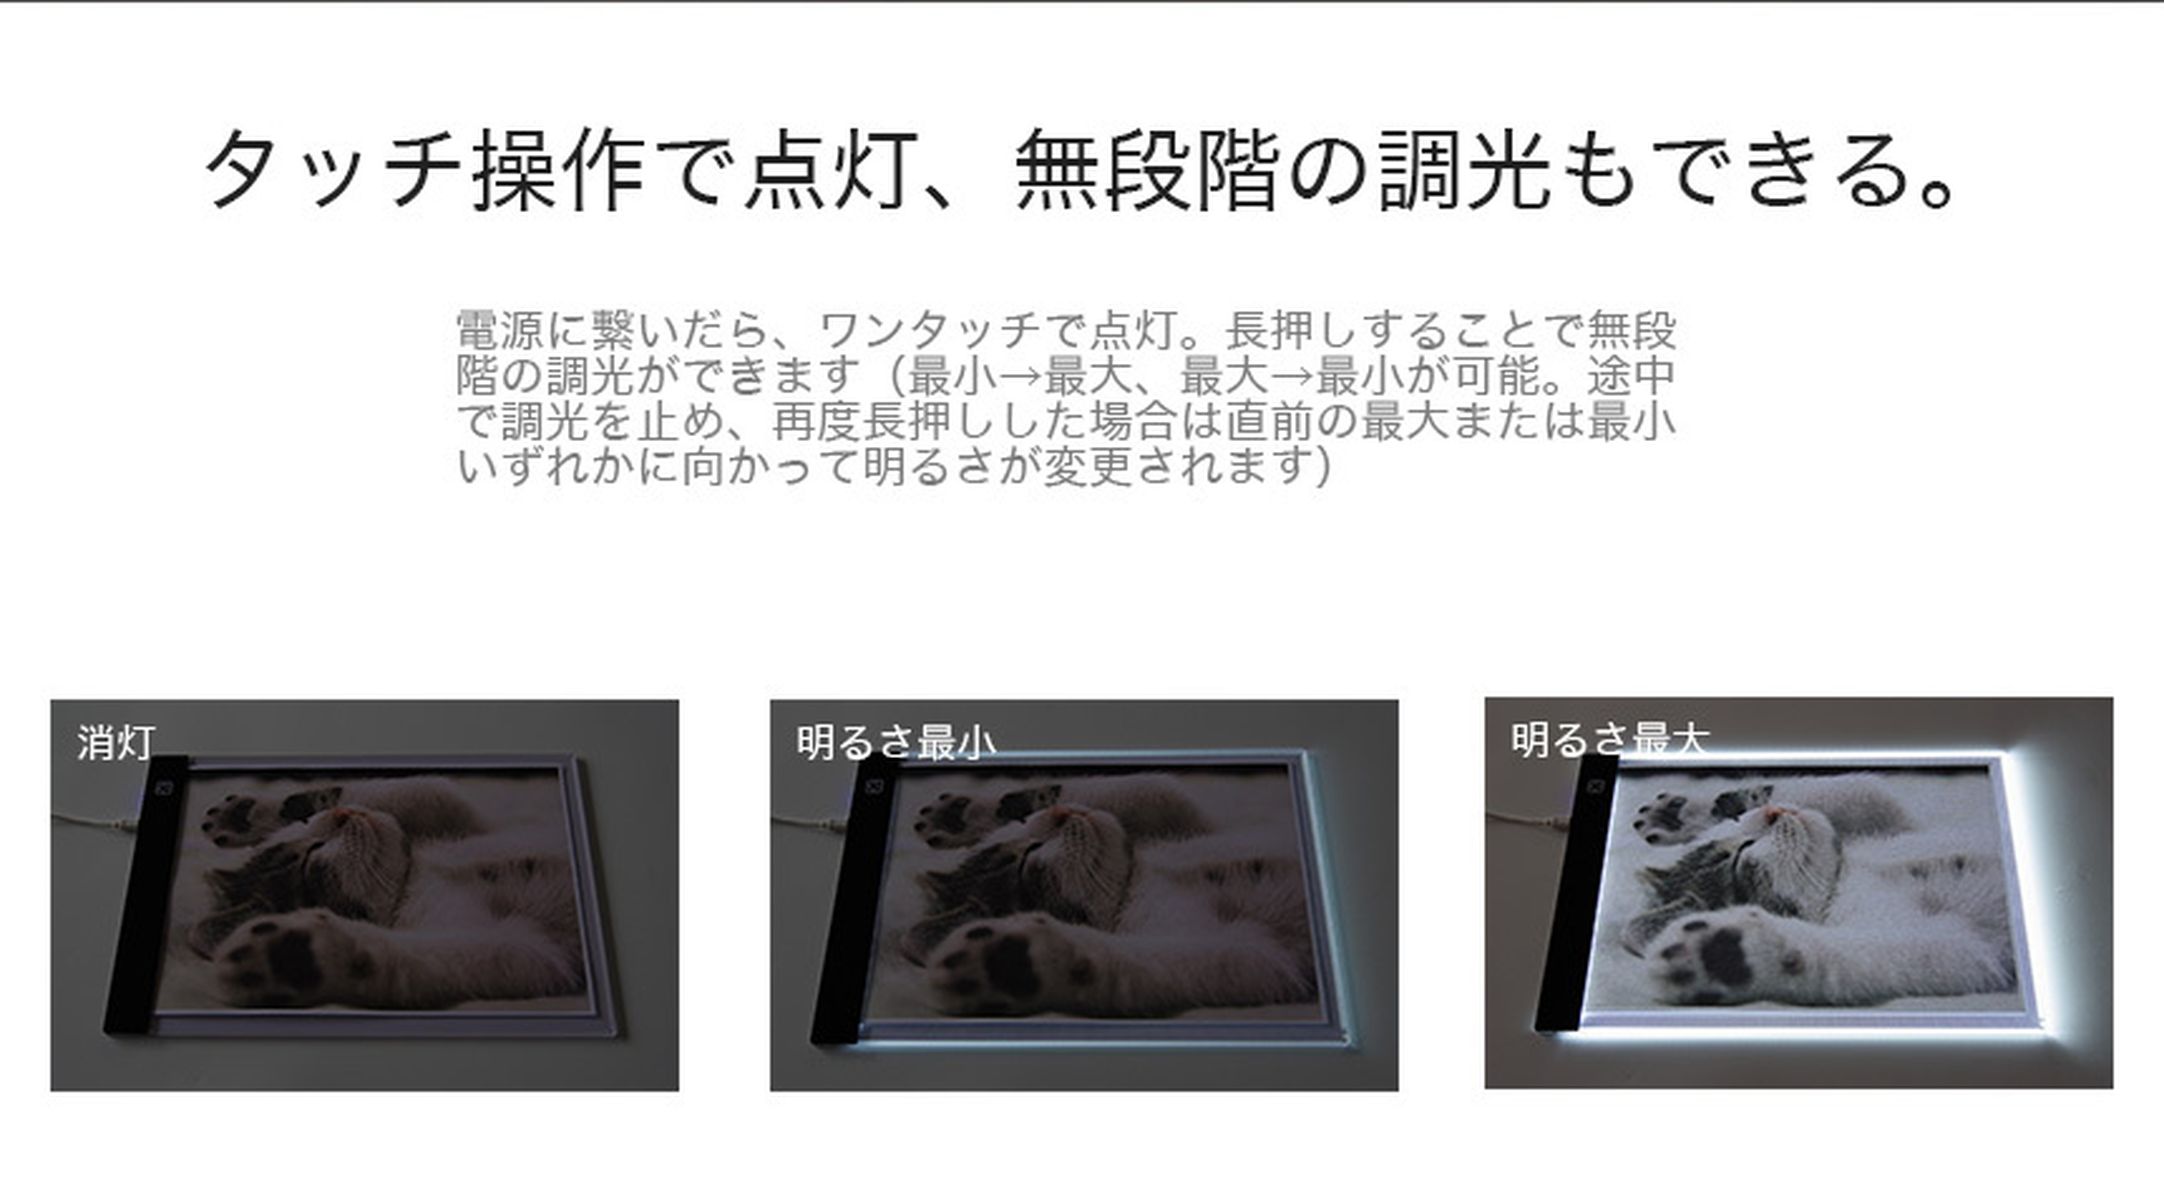 タッチ操作で点灯、無段階の調光もできる。
電源に繋いだら、ワンタッチで点灯。長押しすることで無段
階の調光ができます（最小→最大、最大→最小が可能。途中
で調光を止め、再度長押しした場合は直前の最大または最小
いずれかに向かって明るさが変更されます)
消灯
明るさ最小
明るさ最大